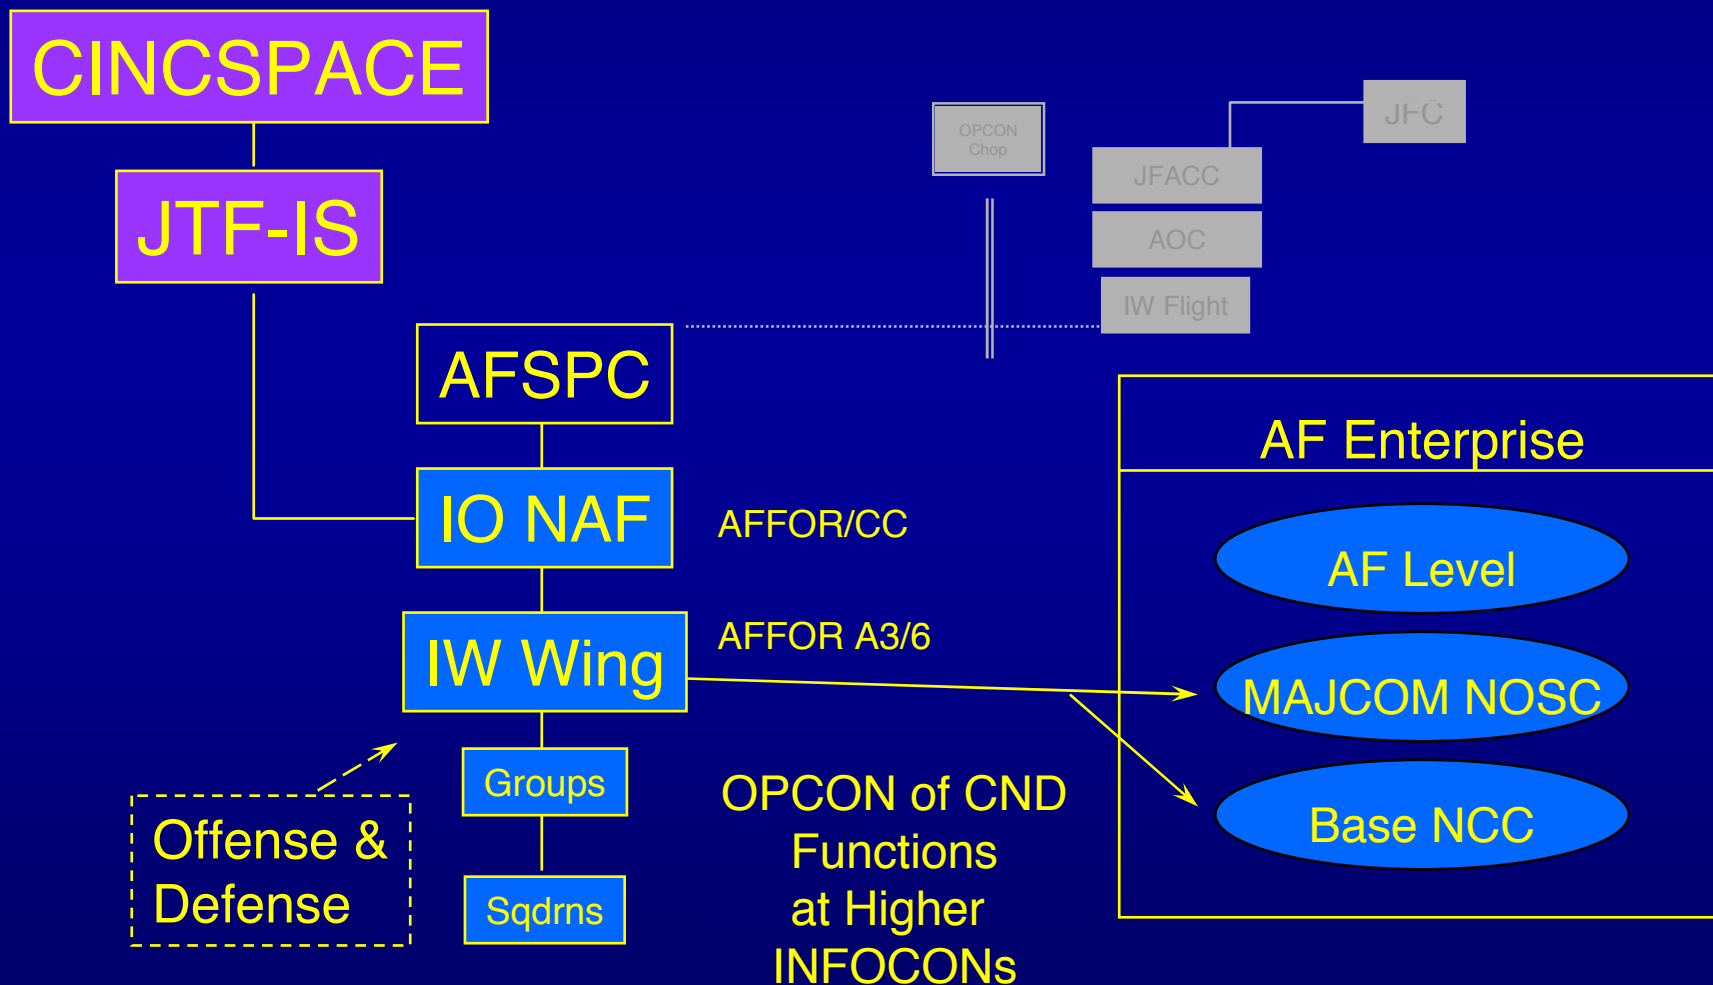 CINCSPACE
JTF-IS
OPCON
Chop
JFC
JFACC
AOC
IW Flight
AFSPC
IO NAF
AFFOR/CC
IW Wing
AFFOR A3/6
Groups
Sqdrns
Offense &
Defense
OPCON of CND
Functions
at Higher
INFOCONs
AF Enterprise
AF Level
MAJCOM NOSC
Base NCC